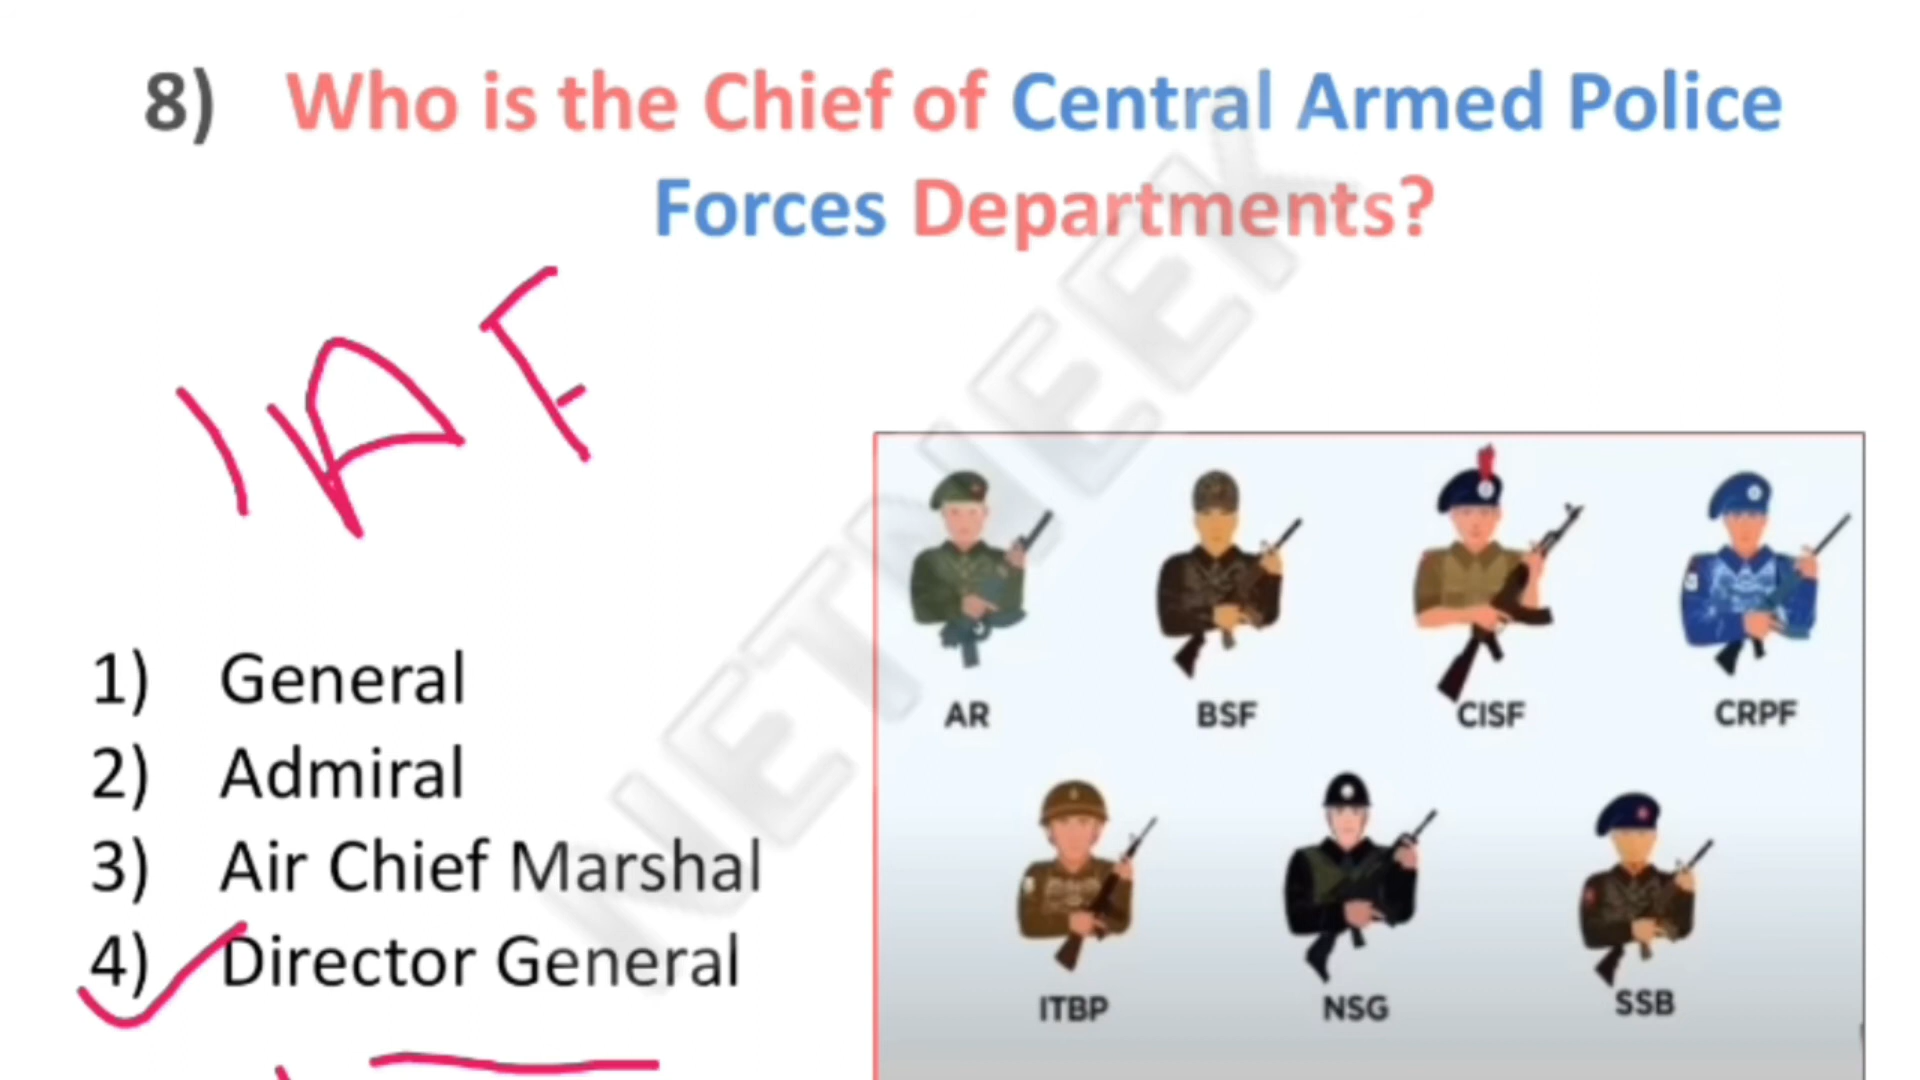 8) Who is the Chief of Central Armed Police
Forces Departments?
IAF
1) General
2) Admiral
3) Air Chief Marshal
4) Director General
AR BSF CISF CRPF
ITBP NSG SSB
NETNEEK